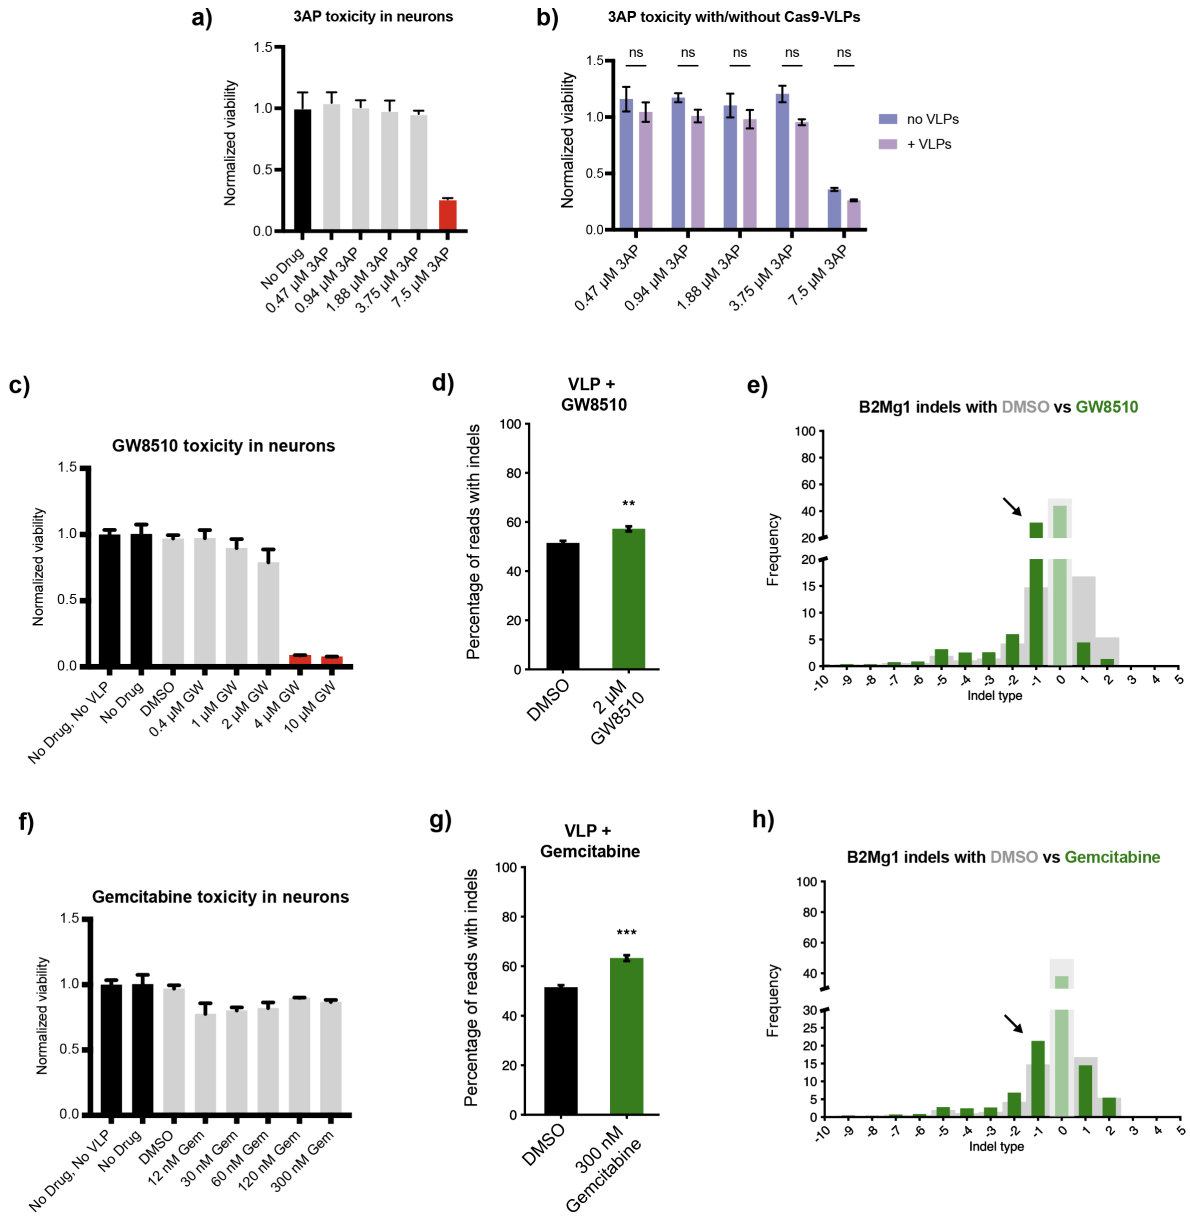 a)
3AP toxicity in neurons
Normalized viability
1.5
1.0
0.5
0.0
No Drug
0.47 µM 3AP
0.94 µM 3AP
1.88 µM 3AP
3.75 µM 3AP
7.5 µM 3AP
b)
3AP toxicity with/without Cas9-VLPs
Normalized viability
1.5
1.0
0.5
0.0
ns
ns
ns
ns
ns
0.47 µM 3AP
0.94 µM 3AP
1.88 µM 3AP
3.75 µM 3AP
7.5 µM 3AP
no VLPs
+ VLPs
c)
GW8510 toxicity in neurons
Normalized viability
1.5
1.0
0.5
0.0
No Drug, No VLP
No Drug
DMSO
0.4 µM GW
1 µM GW
2 µM GW
4 µM GW
10 µM GW
d)
VLP +
GW8510
Percentage of reads with indels
100
80
60
40
20
0
**
DMSO
2 µM
GW8510
e)
B2Mg1 indels with DMSO vs GW8510
Frequency
100
80
60
40
20
20
15
10
5
0
-10
-9
-8
-7
-6
-5
-4
-3
-2
-1
0
1
2
3
4
5
Indel type
f)
Gemcitabine toxicity in neurons
Normalized viability
1.5
1.0
0.5
0.0
No Drug, No VLP
No Drug
DMSO
12 nM Gem
30 nM Gem
60 nM Gem
120 nM Gem
300 nM Gem
g)
VLP +
Gemcitabine
Percentage of reads with indels
100
80
60
40
20
0
***
DMSO
300 nM
Gemcitabine
h)
B2Mg1 indels with DMSO vs Gemcitabine
Frequency
100
80
60
40
30
25
20
15
10
5
0
-10
-9
-8
-7
-6
-5
-4
-3
-2
-1
0
1
2
3
4
5
Indel type